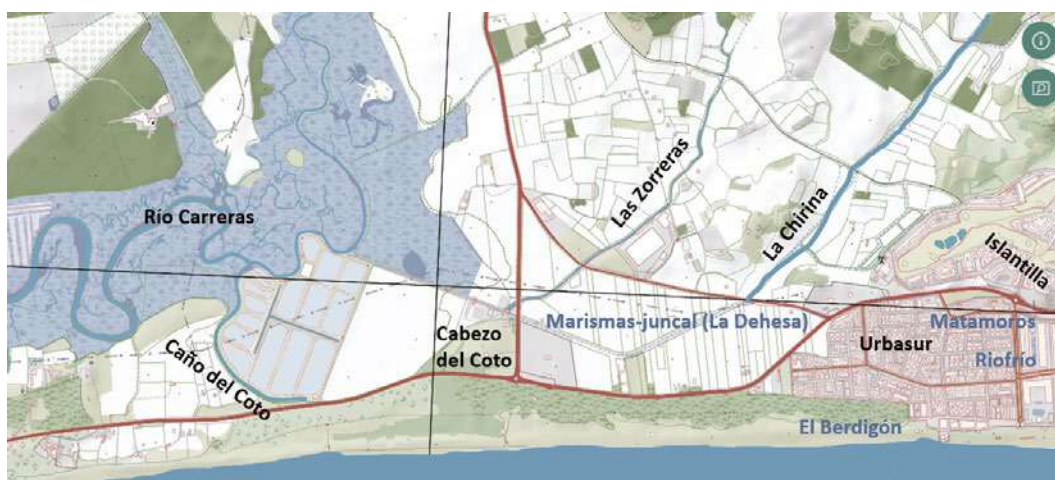 Río Carreras
Las Zorreras
La Chirina
Islantilla
Caño del Coto
Cabezo
del Coto
Marismas-juncal (La Dehesa)
Matamoros
Urbasur
Riofrío
El Berdigón